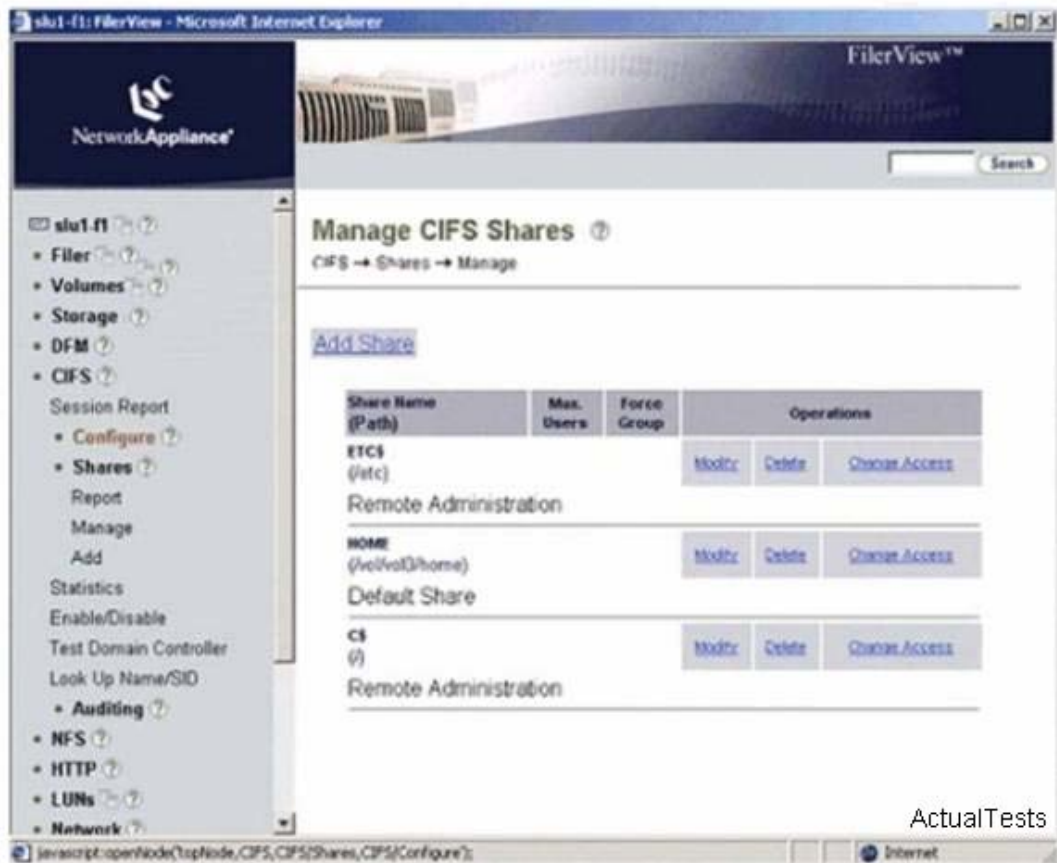 slu1-f1: FilerView - Microsoft Internet Explorer
NetworkAppliance®
FilerView™
Search
slu1-f1
Filer
Volumes
Storage
DFM
CIFS
Session Report
Configure
Shares
Report
Manage
Add
Statistics
Enable/Disable
Test Domain Controller
Look Up Name/SID
Auditing
NFS
HTTP
LUNs
Network
Manage CIFS Shares
CIFS → Shares → Manage
Add Share
Share Name (Path) Max. Users Force Group Operations
ETC$
(/etc) Modify Delete Change Access
Remote Administration
HOME
(/vol/vol0/home) Modify Delete Change Access
Default Share
C$
(/) Modify Delete Change Access
Remote Administration
ActualTests
javascript:openNode('topNode,CIFS,CIFS/Shares,CIFS/Configure');
Internet